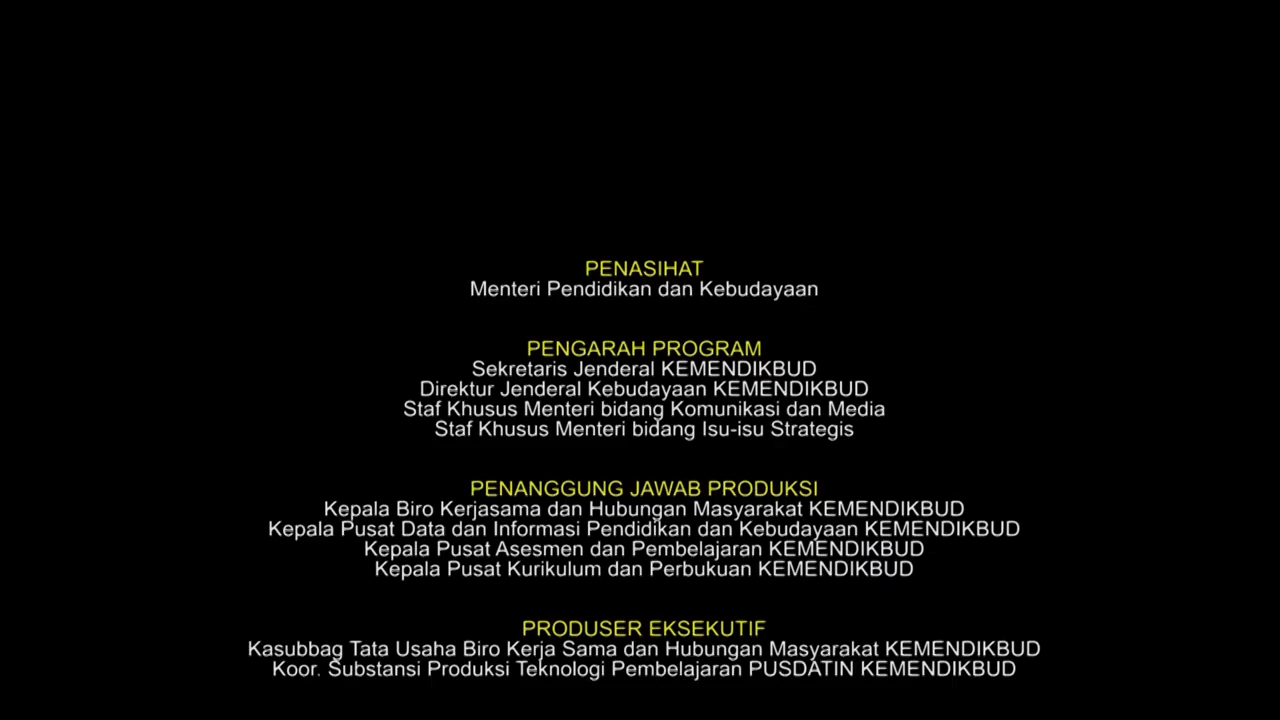 PENASIHAT
Menteri Pendidikan dan Kebudayaan
PENGARAH PROGRAM
Sekretaris Jenderal KEMENDIKBUD
Direktur Jenderal Kebudayaan KEMENDIKBUD
Staf Khusus Menteri bidang Komunikasi dan Media
Staf Khusus Menteri bidang Isu-isu Strategis
PENANGGUNG JAWAB PRODUKSI
Kepala Biro Kerjasama dan Hubungan Masyarakat KEMENDIKBUD
Kepala Pusat Data dan Informasi Pendidikan dan Kebudayaan KEMENDIKBUD
Kepala Pusat Asesmen dan Pembelajaran KEMENDIKBUD
Kepala Pusat Kurikulum dan Perbukuan KEMENDIKBUD
PRODUSER EKSEKUTIF
Kasubbag Tata Usaha Biro Kerja Sama dan Hubungan Masyarakat KEMENDIKBUD
Koor. Substansi Produksi Teknologi Pembelajaran PUSDATIN KEMENDIKBUD